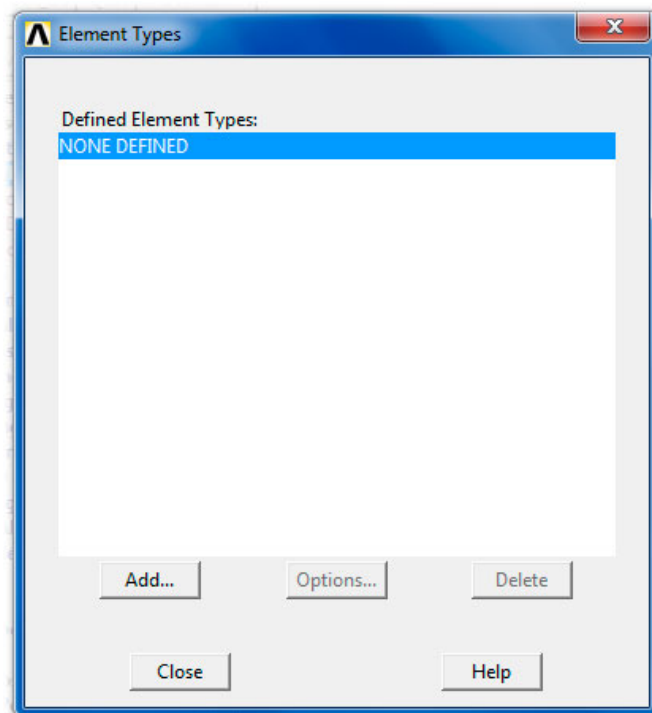 Element Types
Defined Element Types:
NONE DEFINED
Add... Options... Delete
Close Help